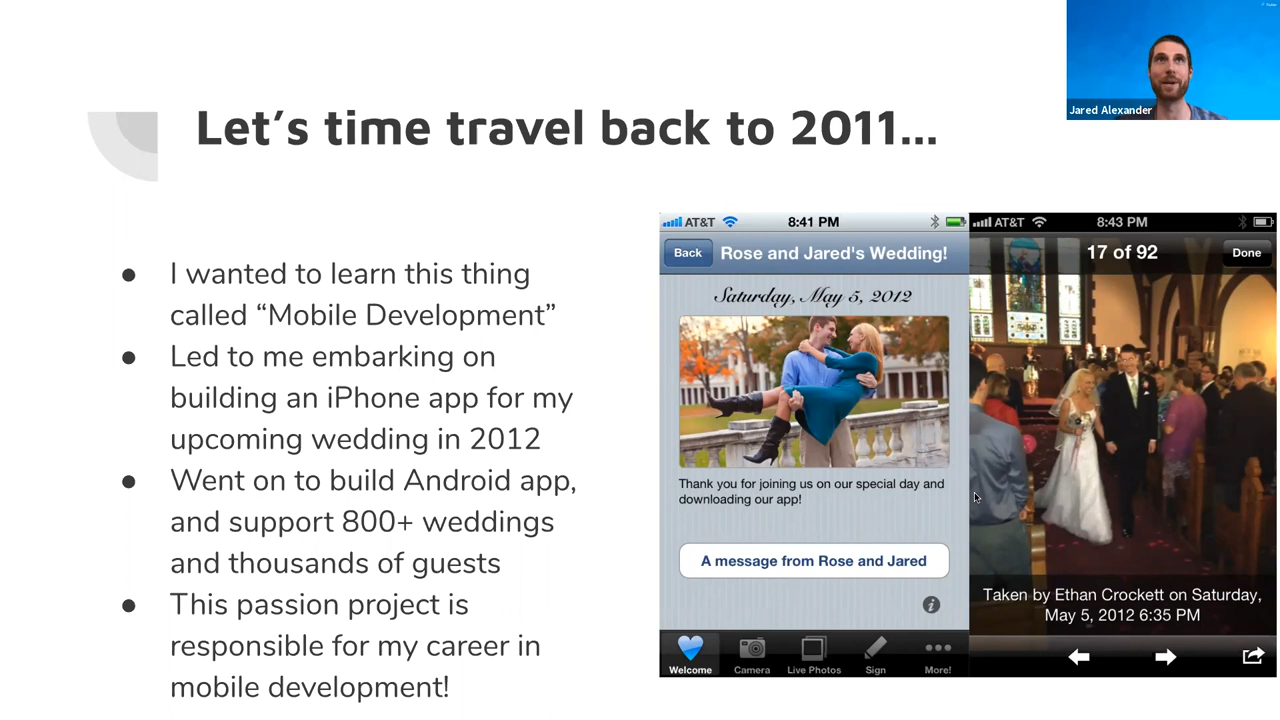 Jared Alexander
Let's time travel back to 2011...
● I wanted to learn this thing
called “Mobile Development”
● Led to me embarking on
building an iPhone app for my
upcoming wedding in 2012
● Went on to build Android app,
and support 800+ weddings
and thousands of guests
● This passion project is
responsible for my career in
mobile development!
AT&T 8:41 PM
Back Rose and Jared's Wedding!
Saturday, May 5, 2012
Thank you for joining us on our special day and
downloading our app!
A message from Rose and Jared
Welcome Camera Live Photos Sign More!
AT&T 8:43 PM
17 of 92 Done
Taken by Ethan Crockett on Saturday,
May 5, 2012 6:35 PM